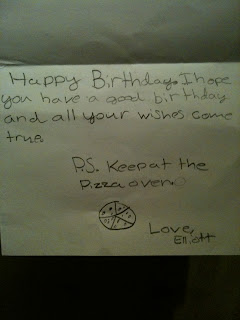 Happy Birthday. I hope
you have a good birthday
and all your wishes come
true.
P.S. Keep at the
pizza oven.
Love,
Elliott